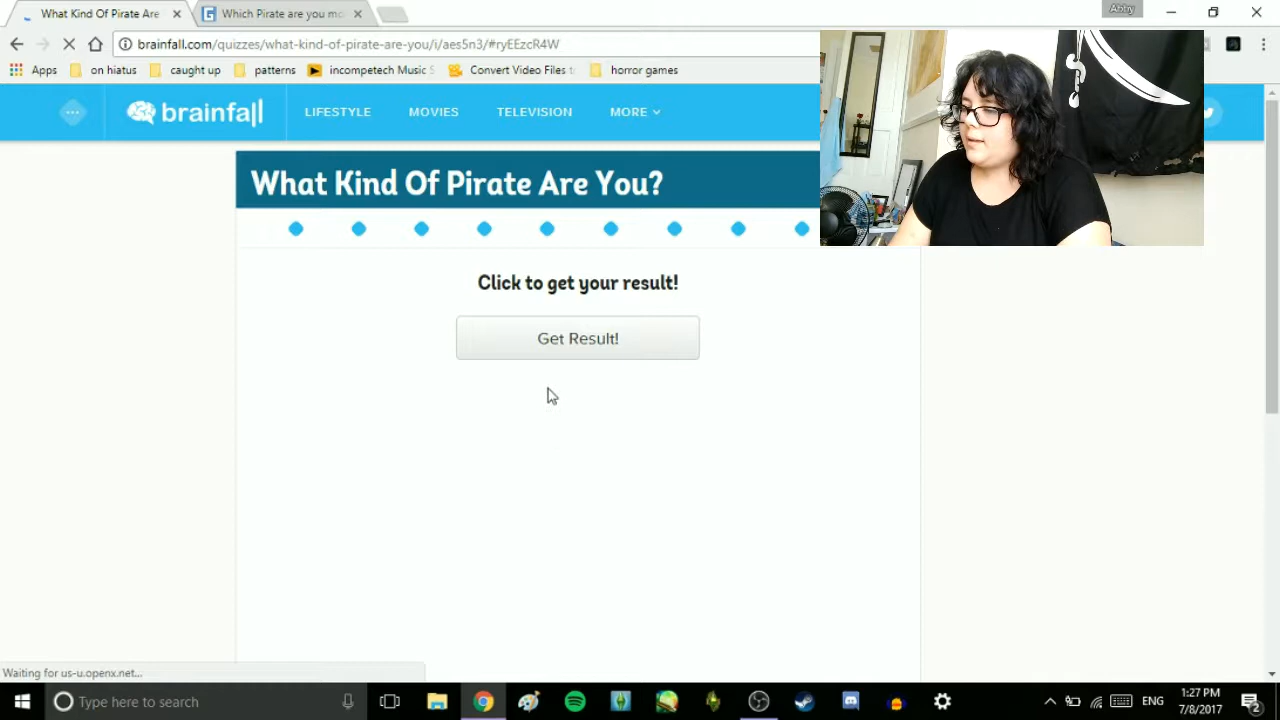 What Kind Of Pirate Are
Which Pirate are you mo
Abby
brainfall.com/quizzes/what-kind-of-pirate-are-you/i/aes5n3/#ryEEzcR4W
Apps
on hiatus
caught up
patterns
incompetech Music S
Convert Video Files t
horror games
brainfall
LIFESTYLE
MOVIES
TELEVISION
MORE
What Kind Of Pirate Are You?
Click to get your result!
Get Result!
Waiting for us-u.openx.net...
Type here to search
ENG
1:27 PM
7/8/2017
2